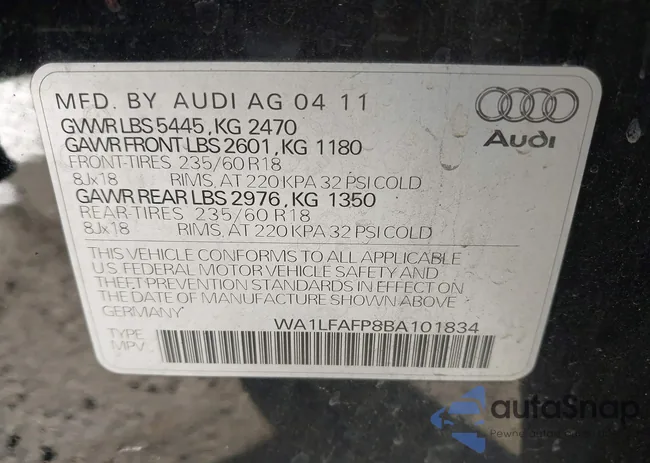 MFD. BY AUDI AG 04 11
GVWR LBS 5445, KG 2470
GAWR FRONT LBS 2601, KG 1180
FRONT-TIRES 235/60 R18
8Jx18 RIMS, AT 220 KPA 32 PSI COLD
GAWR REAR LBS 2976, KG 1350
REAR-TIRES 235/60 R18
8Jx18 RIMS, AT 220 KPA 32 PSI COLD
Audi
THIS VEHICLE CONFORMS TO ALL APPLICABLE
U.S. FEDERAL MOTOR VEHICLE SAFETY AND
THEFT PREVENTION STANDARDS IN EFFECT ON
THE DATE OF MANUFACTURE SHOWN ABOVE
GERMANY
WA1LFAFP8BA101834
TYPE
MPV
autoSnap